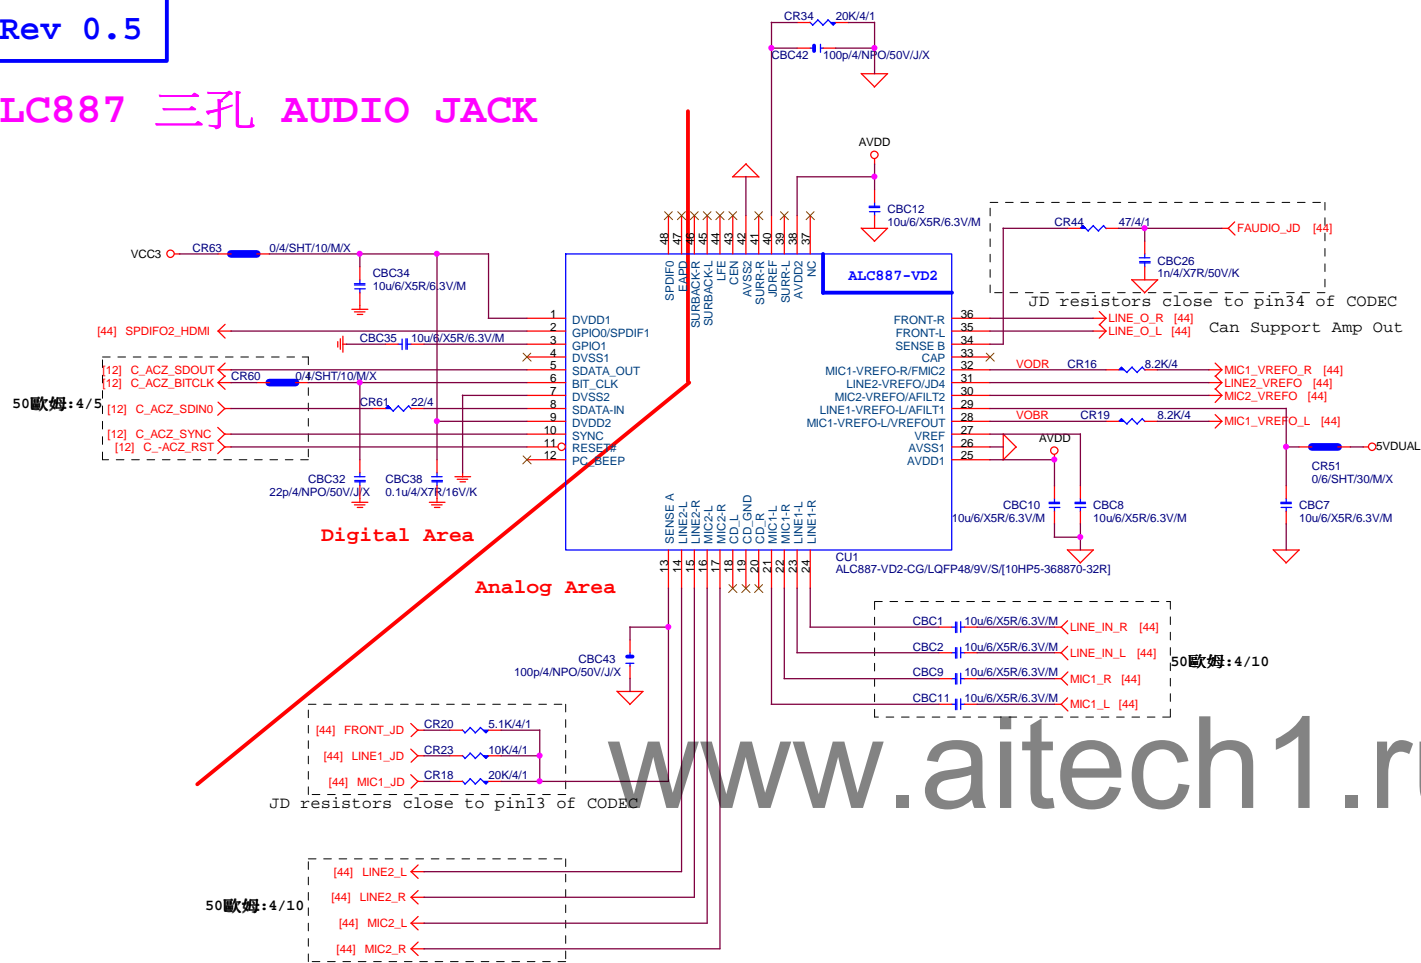 Rev 0.5
LC887 三孔 AUDIO JACK
CR34 20K/4/1
CBC42 100p/4/NPO/50V/J/X
AVDD
CBC12
10u/6/X5R/6.3V/M
CR44 47/4/1
FAUDIO_JD [44]
CBC26
1n/4/X7R/50V/K
JD resistors close to pin34 of CODEC
Can Support Amp Out
VCC3 CR63 0/4/SHT/10/M/X
CBC34
10u/6/X5R/6.3V/M
48 47 46 45 44 43 42 41 40 39 38 37
SPDIF0 EAPD SURBACK-R SURBACK-L LFE CEN AVSS2 SURR-R JDREF SURR-L AVDD2 NC
ALC887-VD2
[44] SPDIFO2_HDMI
CBC35 10u/6/X5R/6.3V/M
[12] C_ACZ_SDOUT
[12] C_ACZ_BITCLK CR60 0/4/SHT/10/M/X
50歐姆:4/5
[12] C_ACZ_SDIN0 CR61 22/4
[12] C_ACZ_SYNC
[12] C_-ACZ_RST
1 DVDD1
2 GPIO0/SPDIF1
3 GPIO1
4 DVSS1
5 SDATA_OUT
6 BIT_CLK
7 DVSS2
8 SDATA-IN
9 DVDD2
10 SYNC
11 RESET#
12 PC_BEEP
FRONT-R 36
FRONT-L 35
SENSE B 34
CAP 33
MIC1-VREFO-R/FMIC2 32
LINE2-VREFO/JD4 31
MIC2-VREFO/AFILT2 30
LINE1-VREFO-L/AFILT1 29
MIC1-VREFO-L/VREFOUT 28
VREF 27
AVSS1 26
AVDD1 25
LINE_O_R [44]
LINE_O_L [44]
VODR CR16 8.2K/4 MIC1_VREFO_R [44]
LINE2_VREFO [44]
MIC2_VREFO [44]
VOBR CR19 8.2K/4 MIC1_VREFO_L [44]
AVDD
5VDUAL
CR51
0/6/SHT/30/M/X
CBC32
22p/4/NPO/50V/J/X
CBC38
0.1u/4/X7R/16V/K
CBC10
10u/6/X5R/6.3V/M
CBC8
10u/6/X5R/6.3V/M
CBC7
10u/6/X5R/6.3V/M
Digital Area
Analog Area
SENSE A LINE2-L LINE2-R MIC2-L MIC2-R CD_L CD_GND CD_R MIC1-L MIC1-R LINE1-L LINE1-R
13 14 15 16 17 18 19 20 21 22 23 24
CU1
ALC887-VD2-CG/LQFP48/9V/S/[10HP5-368870-32R]
CBC1 10u/6/X5R/6.3V/M LINE_IN_R [44]
CBC2 10u/6/X5R/6.3V/M LINE_IN_L [44]
CBC9 10u/6/X5R/6.3V/M MIC1_R [44]
CBC11 10u/6/X5R/6.3V/M MIC1_L [44]
50歐姆:4/10
CBC43
100p/4/NPO/50V/J/X
[44] FRONT_JD CR20 5.1K/4/1
[44] LINE1_JD CR23 10K/4/1
[44] MIC1_JD CR18 20K/4/1
JD resistors close to pin13 of CODEC
www.aitech1.ru
[44] LINE2_L
[44] LINE2_R
[44] MIC2_L
[44] MIC2_R
50歐姆:4/10